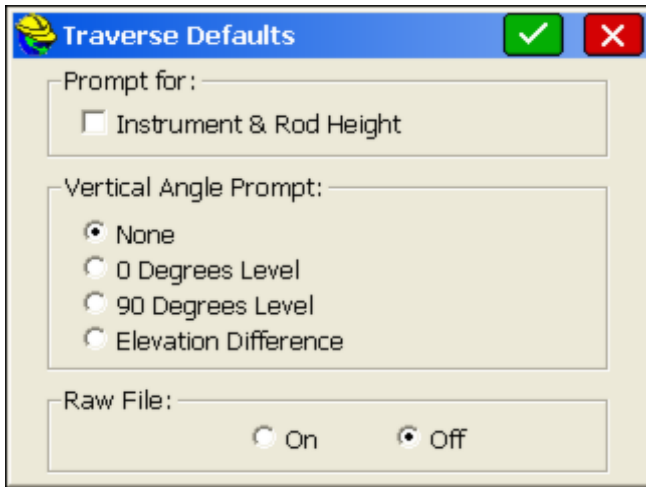 Traverse Defaults
Prompt for:
Instrument & Rod Height
Vertical Angle Prompt:
None
0 Degrees Level
90 Degrees Level
Elevation Difference
Raw File:
On Off